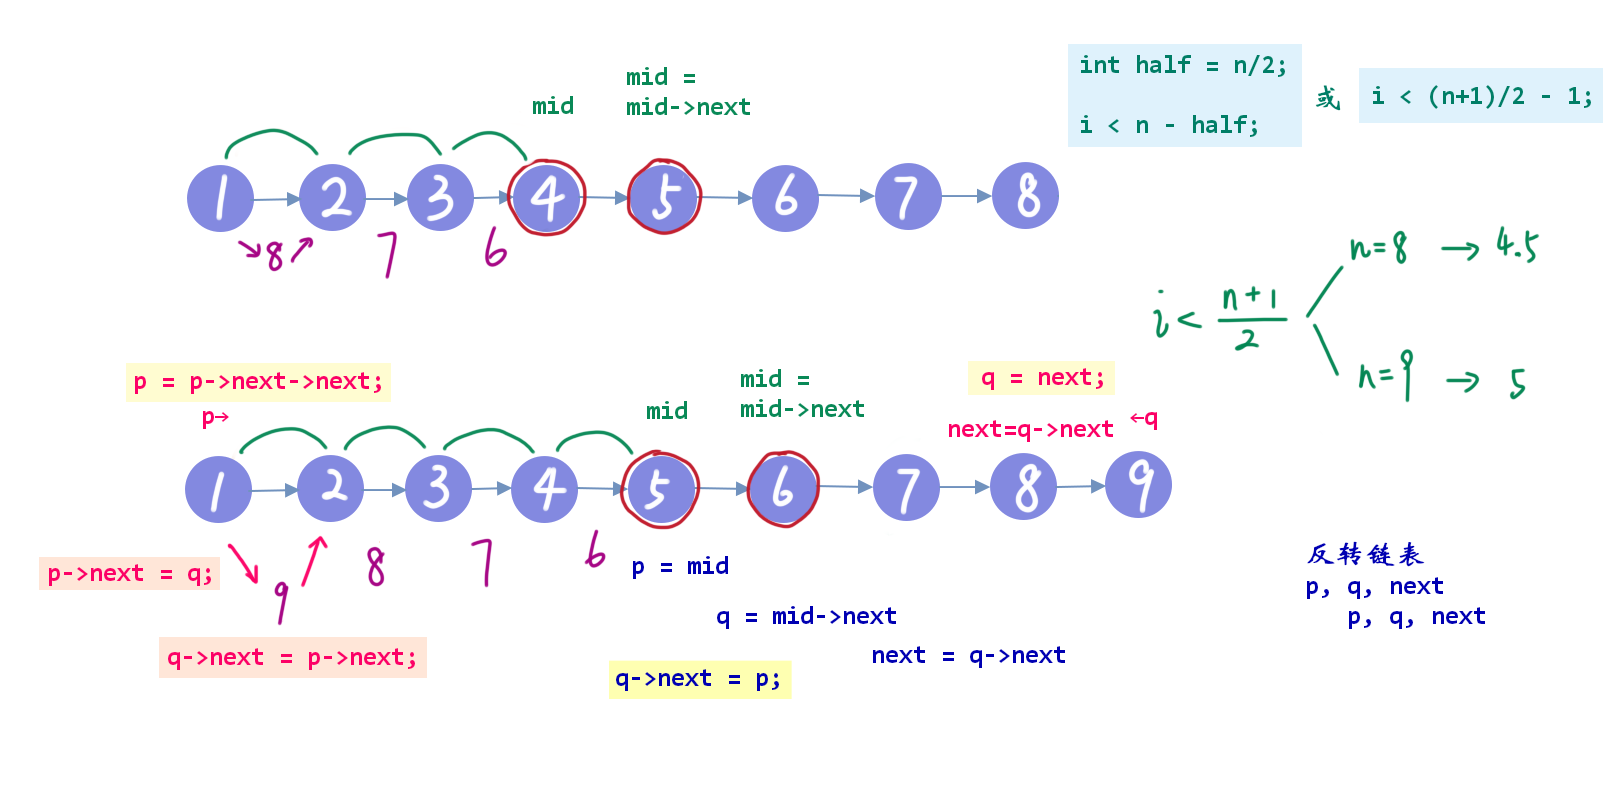 mid =
mid->next
mid
int half = n/2;
i < n - half;
或
i < (n+1)/2 - 1;
1 2 3 4 5 6 7 8
8 7 6
n=8 → 4.5
i < n+1
2
n=9 → 5
p = p->next->next;
p→
mid
mid =
mid->next
q = next;
next=q->next
←q
1 2 3 4 5 6 7 8 9
9 8 7 6
p->next = q;
q->next = p->next;
p = mid
q = mid->next
next = q->next
q->next = p;
反转链表
p, q, next
p, q, next